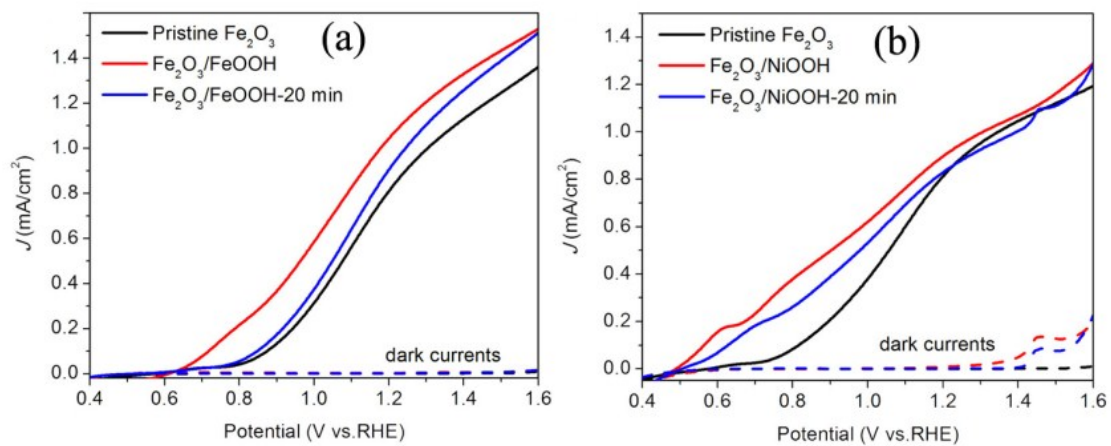 (a)
Pristine Fe₂O₃
Fe₂O₃/FeOOH
Fe₂O₃/FeOOH-20 min
dark currents
J (mA/cm²)
1.4
1.2
1.0
0.8
0.6
0.4
0.2
0.0
0.4 0.6 0.8 1.0 1.2 1.4 1.6
Potential (V vs.RHE)
(b)
Pristine Fe₂O₃
Fe₂O₃/NiOOH
Fe₂O₃/NiOOH-20 min
dark currents
J (mA/cm²)
1.4
1.2
1.0
0.8
0.6
0.4
0.2
0.0
0.4 0.6 0.8 1.0 1.2 1.4 1.6
Potential (V vs.RHE)